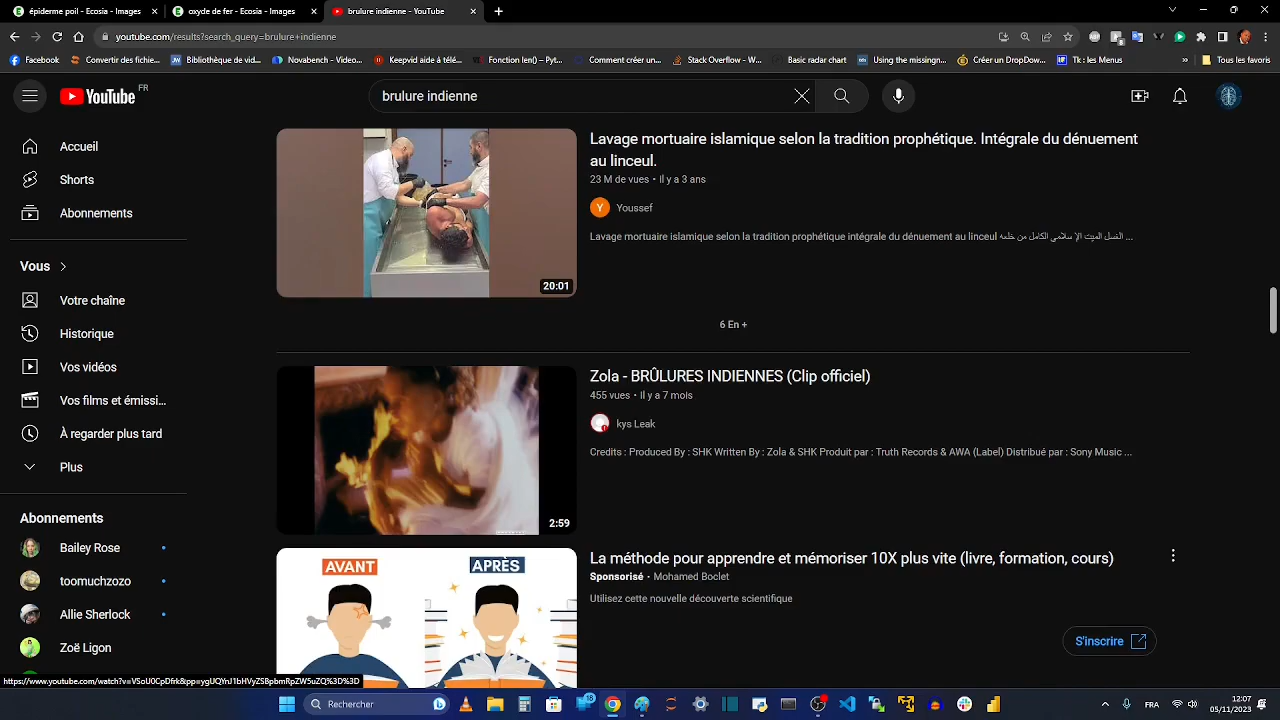 épiderme poil - Ecosia - Images
oxyde de fer - Ecosia - Images
brulure indienne - YouTube
youtube.com/results?search_query=brulure+indienne
Facebook
Convertir des fichie...
Bibliothèque de vid...
Novabench - Video...
Keepvid aide à télé...
Fonction len() - Pyt...
Comment créer un...
Stack Overflow - W...
Basic radar chart
Using the missingn...
Créer un DropDow...
Tk : les Menus
»
Tous les favoris
YouTube FR
brulure indienne
Accueil
Shorts
Abonnements
Vous
Votre chaîne
Historique
Vos vidéos
Vos films et émissi...
À regarder plus tard
Plus
Abonnements
Bailey Rose
toomuchzozo
Allie Sherlock
Zoë Ligon
Lavage mortuaire islamique selon la tradition prophétique. Intégrale du dénuement
au linceul.
23 M de vues • Il y a 3 ans
Y Youssef
Lavage mortuaire islamique selon la tradition prophétique intégrale du dénuement au linceul
20:01
6 En +
Zola - BRÛLURES INDIENNES (Clip officiel)
455 vues • Il y a 7 mois
kys Leak
Credits : Produced By : SHK Written By : Zola & SHK Produit par : Truth Records & AWA (Label) Distribué par : Sony Music ...
2:59
AVANT
APRÈS
La méthode pour apprendre et mémoriser 10X plus vite (livre, formation, cours)
Sponsorisé • Mohamed Boclet
Utilisez cette nouvelle découverte scientifique
S'inscrire
Rechercher
18
FR
12:07
05/11/2023